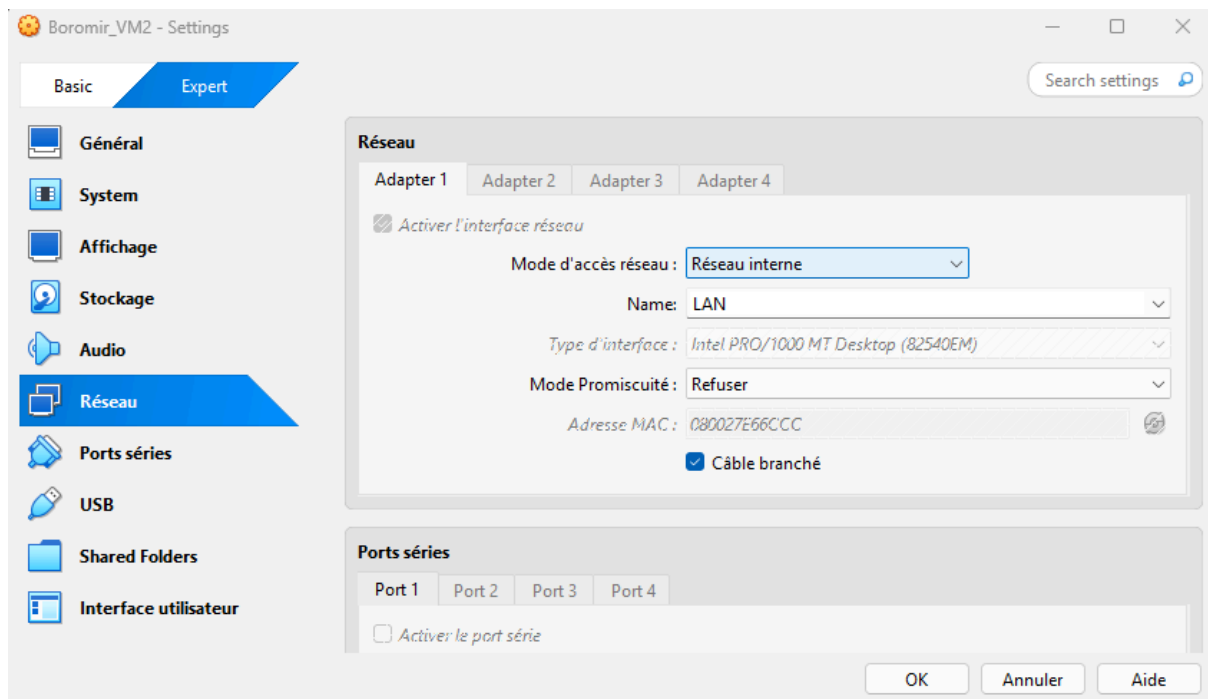 Boromir_VM2 - Settings
Basic
Expert
Search settings
Général
System
Affichage
Stockage
Audio
Réseau
Ports séries
USB
Shared Folders
Interface utilisateur
Réseau
Adapter 1 Adapter 2 Adapter 3 Adapter 4
Activer l'interface réseau
Mode d'accès réseau : Réseau interne
Name: LAN
Type d'interface : Intel PRO/1000 MT Desktop (82540EM)
Mode Promiscuité : Refuser
Adresse MAC : 080027E66CCC
Câble branché
Ports séries
Port 1 Port 2 Port 3 Port 4
Activer le port série
OK Annuler Aide